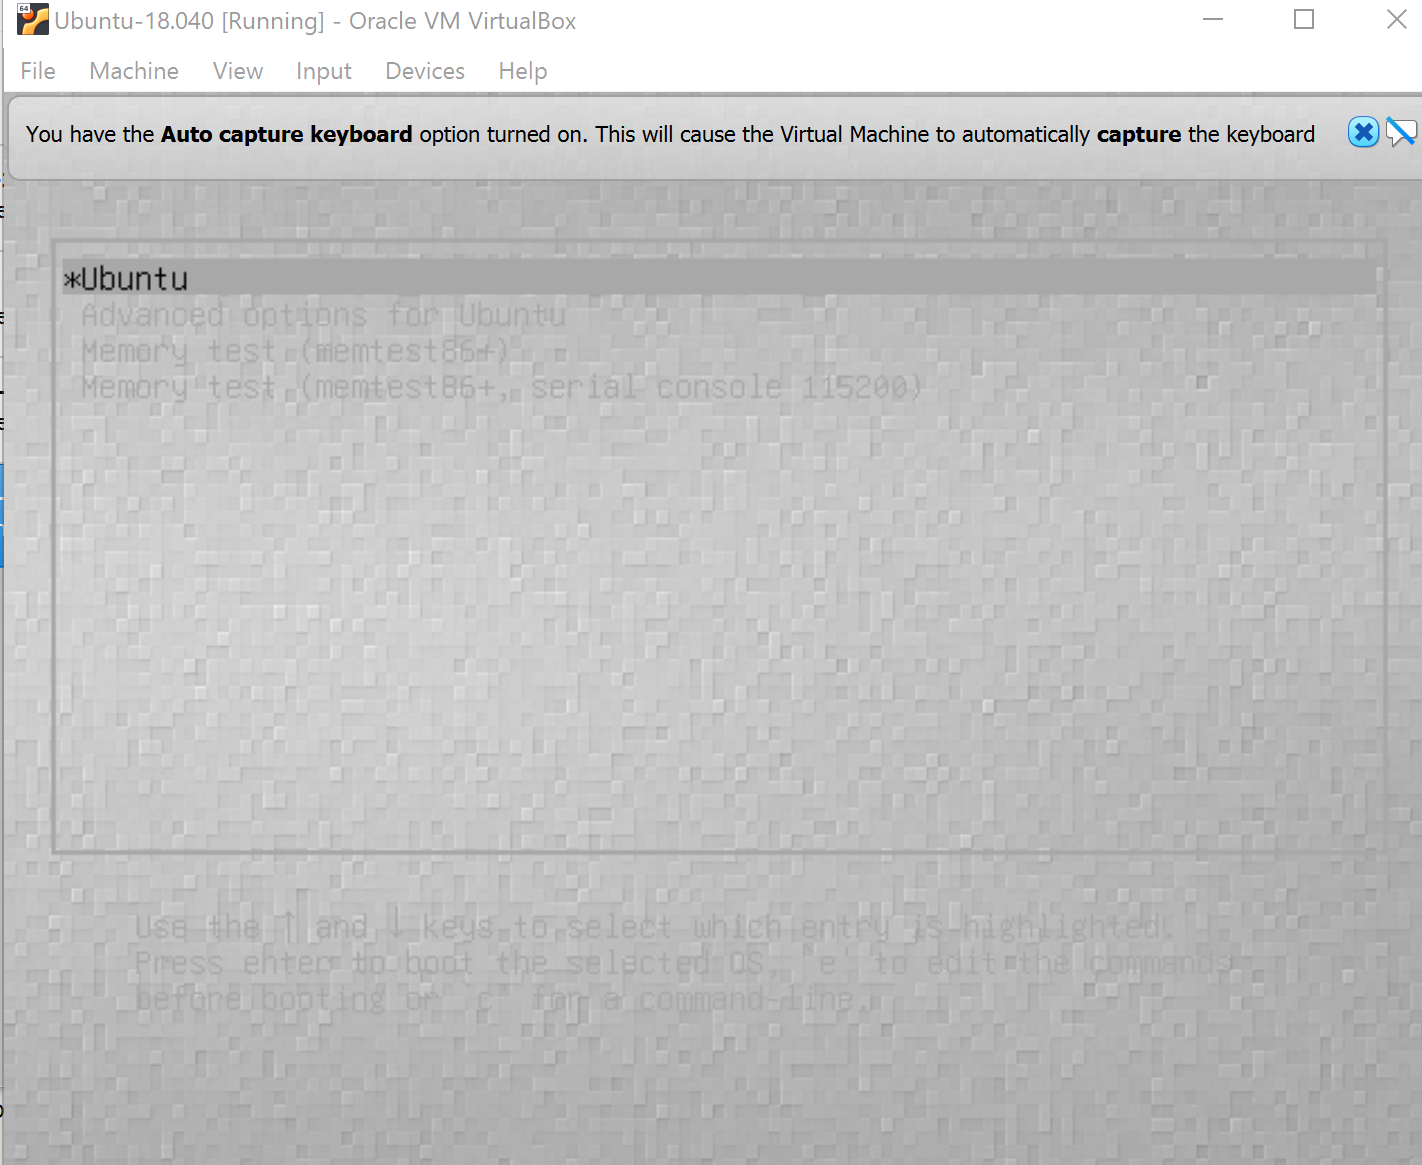 64
Ubuntu-18.040 [Running] - Oracle VM VirtualBox
File Machine View Input Devices Help
You have the Auto capture keyboard option turned on. This will cause the Virtual Machine to automatically capture the keyboard
*Ubuntu
Advanced options for Ubuntu
Memory test (memtest86+)
Memory test (memtest86+, serial console 115200)
Use the ↑ and ↓ keys to select which entry is highlighted.
Press enter to boot the selected OS, `e' to edit the commands
before booting or `c' for a command-line.